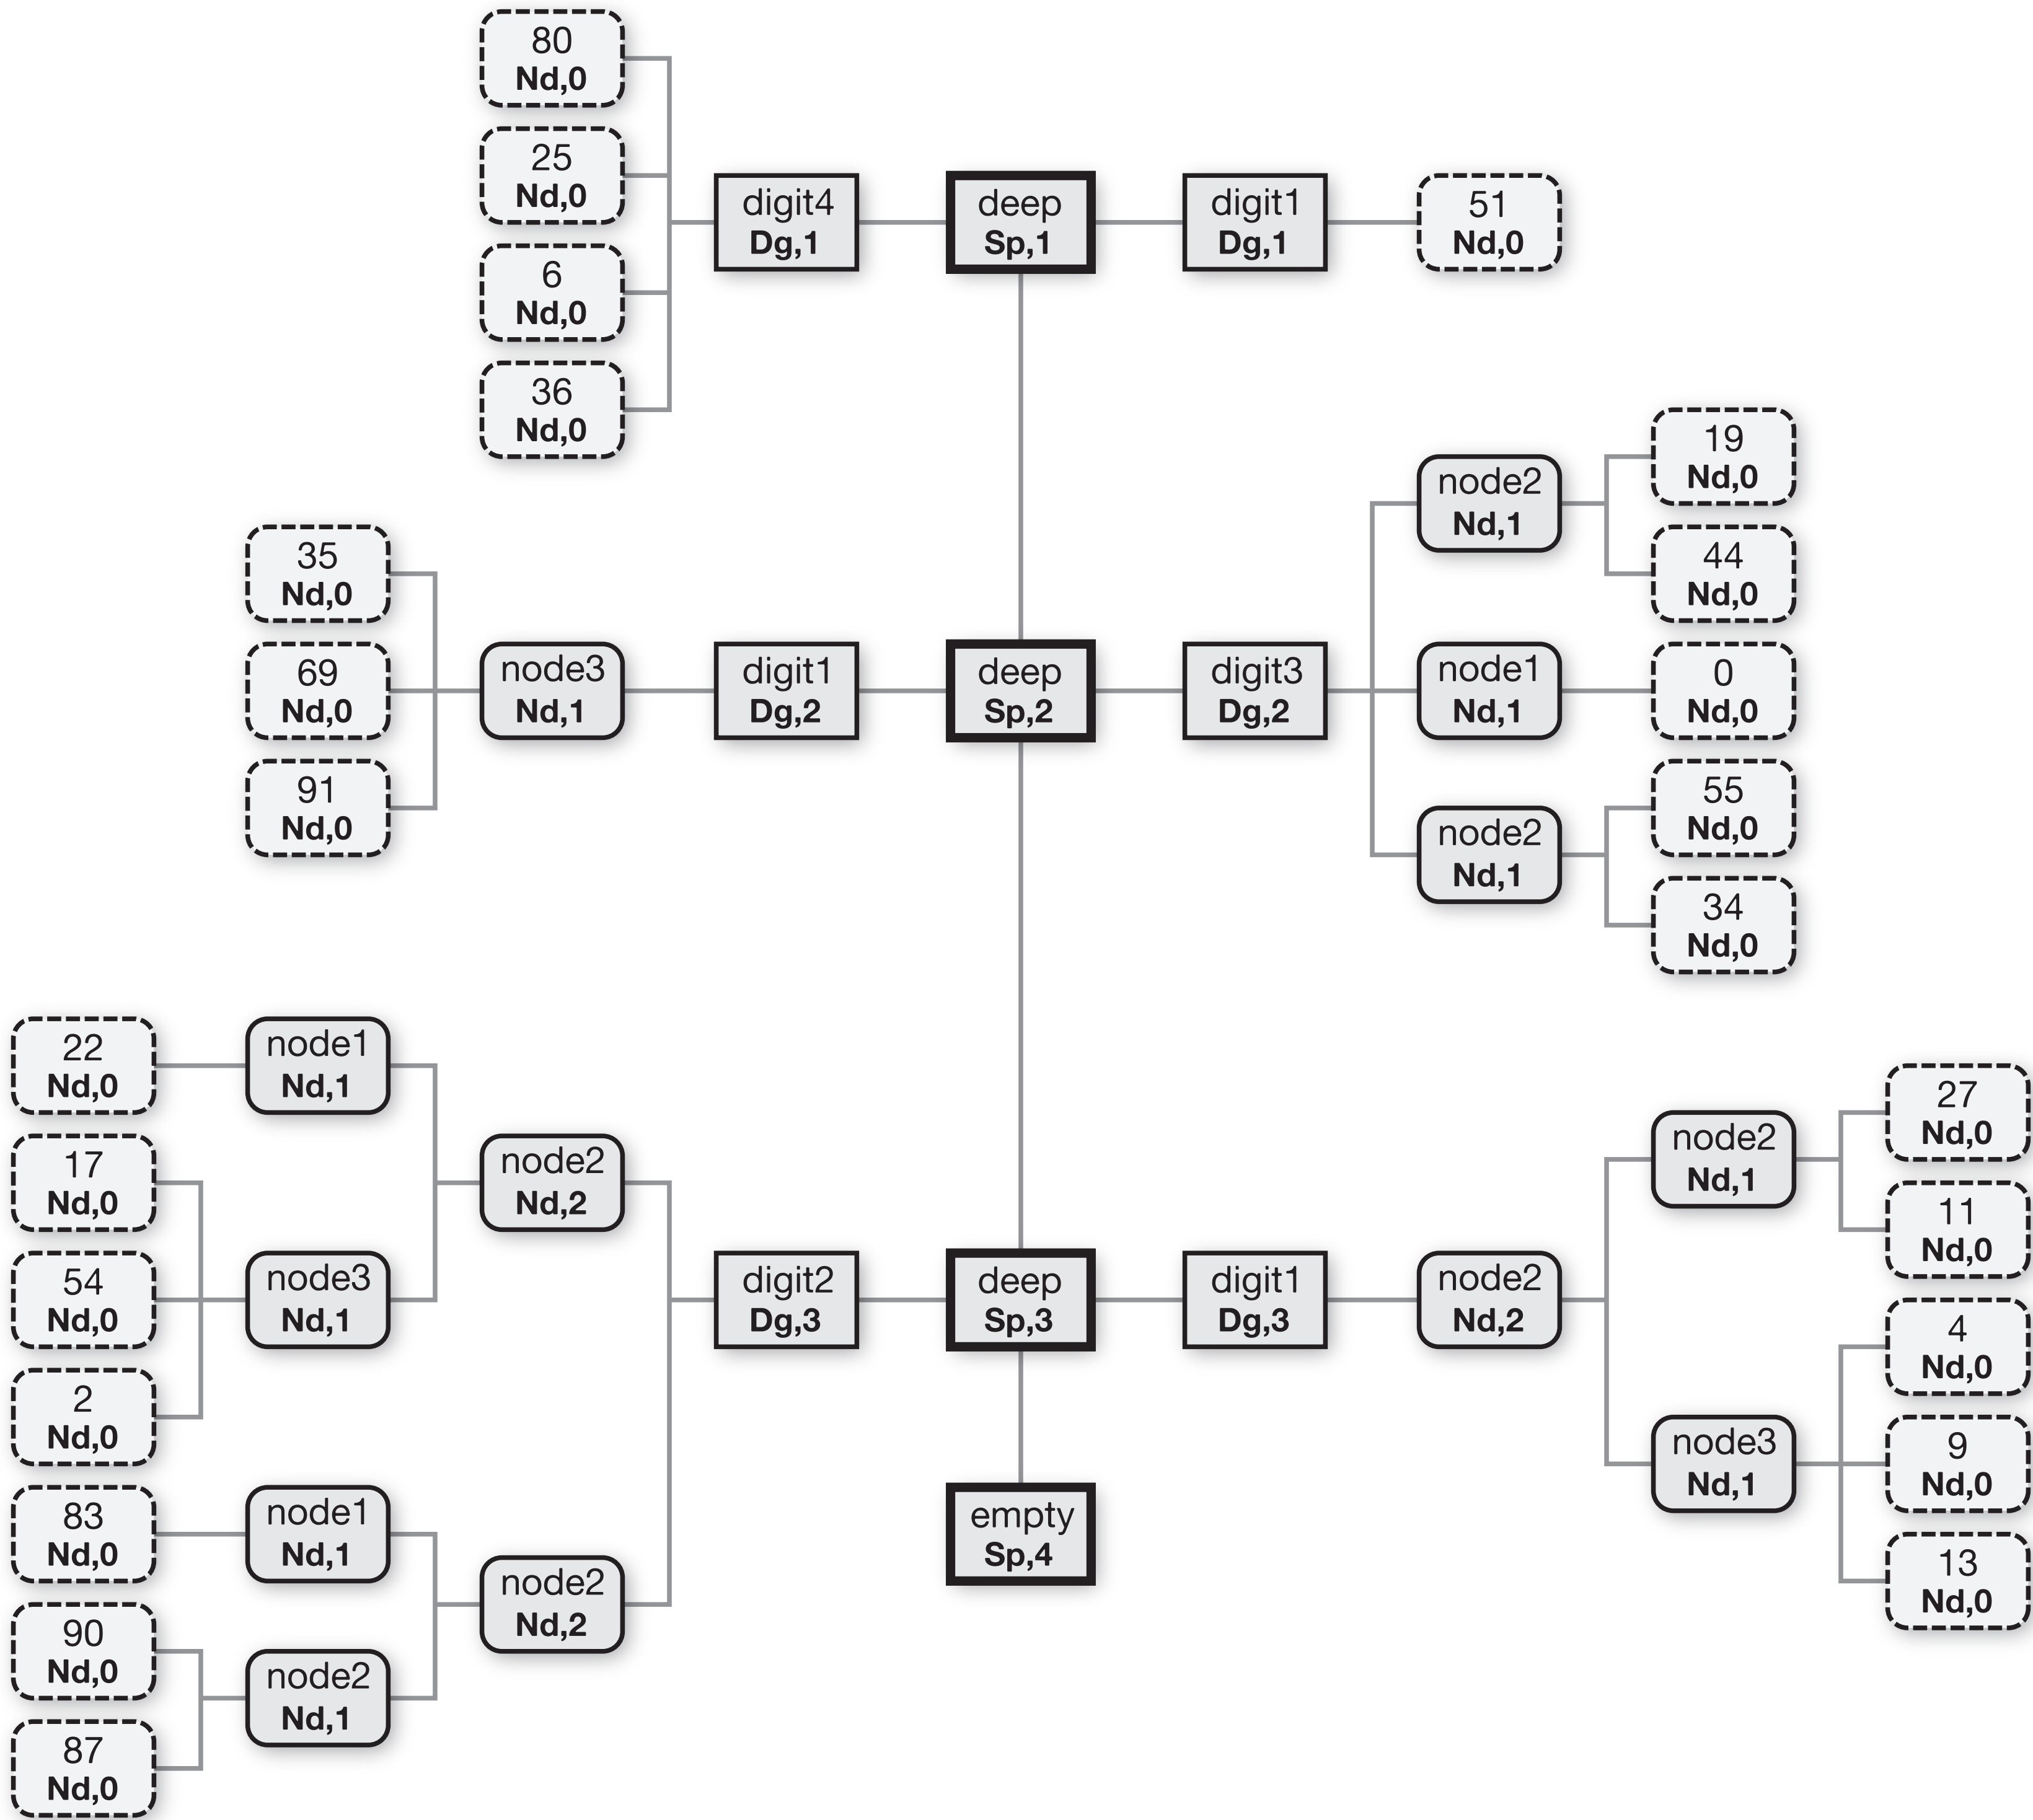 80
Nd,0
25
Nd,0
6
Nd,0
36
Nd,0
digit4
Dg,1
deep
Sp,1
digit1
Dg,1
51
Nd,0
35
Nd,0
69
Nd,0
91
Nd,0
node3
Nd,1
digit1
Dg,2
deep
Sp,2
digit3
Dg,2
node2
Nd,1
19
Nd,0
44
Nd,0
node1
Nd,1
0
Nd,0
node2
Nd,1
55
Nd,0
34
Nd,0
22
Nd,0
node1
Nd,1
17
Nd,0
54
Nd,0
2
Nd,0
node3
Nd,1
node2
Nd,2
83
Nd,0
node1
Nd,1
90
Nd,0
87
Nd,0
node2
Nd,1
node2
Nd,2
digit2
Dg,3
deep
Sp,3
digit1
Dg,3
node2
Nd,2
node2
Nd,1
27
Nd,0
11
Nd,0
node3
Nd,1
4
Nd,0
9
Nd,0
13
Nd,0
empty
Sp,4